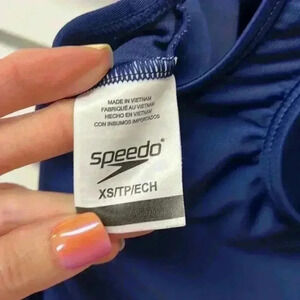 MADE IN VIETNAM
FABRIQUÉ AU VIETNAM
HECHO EN VIETNAM
CON INSUMOS IMPORTADOS
speedo
XS/TP/ECH